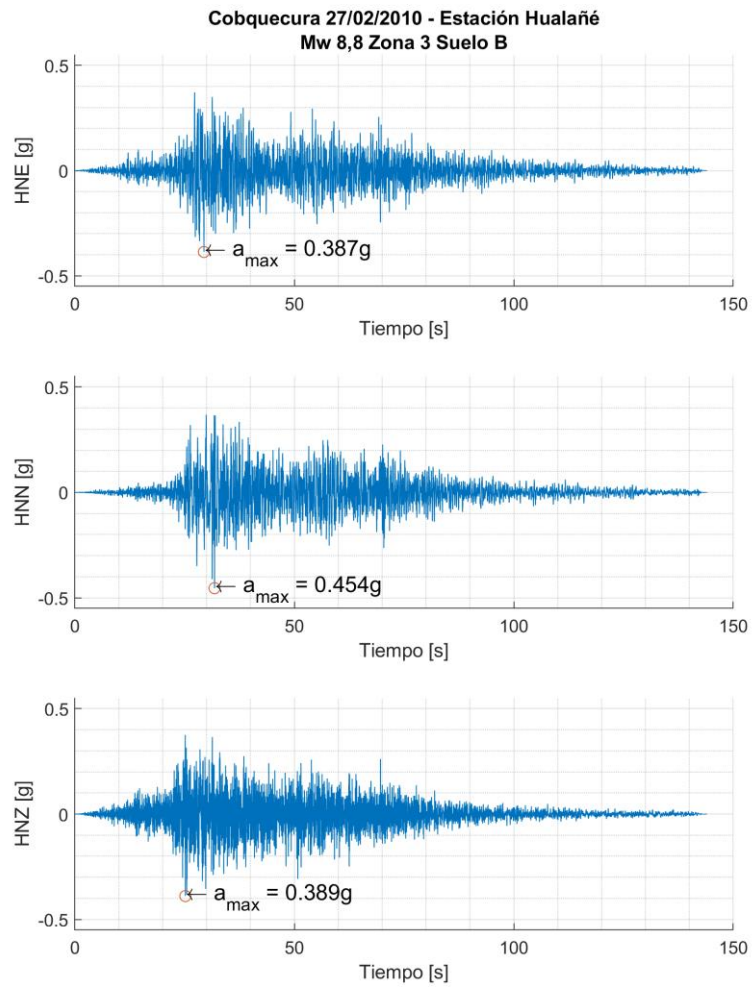 Cobquecura 27/02/2010 - Estación Hualañé
Mw 8,8 Zona 3 Suelo B
0.5
0
-0.5
HNE [g]
← a_max = 0.387g
0 50 100 150
Tiempo [s]
0.5
0
-0.5
HNN [g]
← a_max = 0.454g
0 50 100 150
Tiempo [s]
0.5
0
-0.5
HNZ [g]
← a_max = 0.389g
0 50 100 150
Tiempo [s]